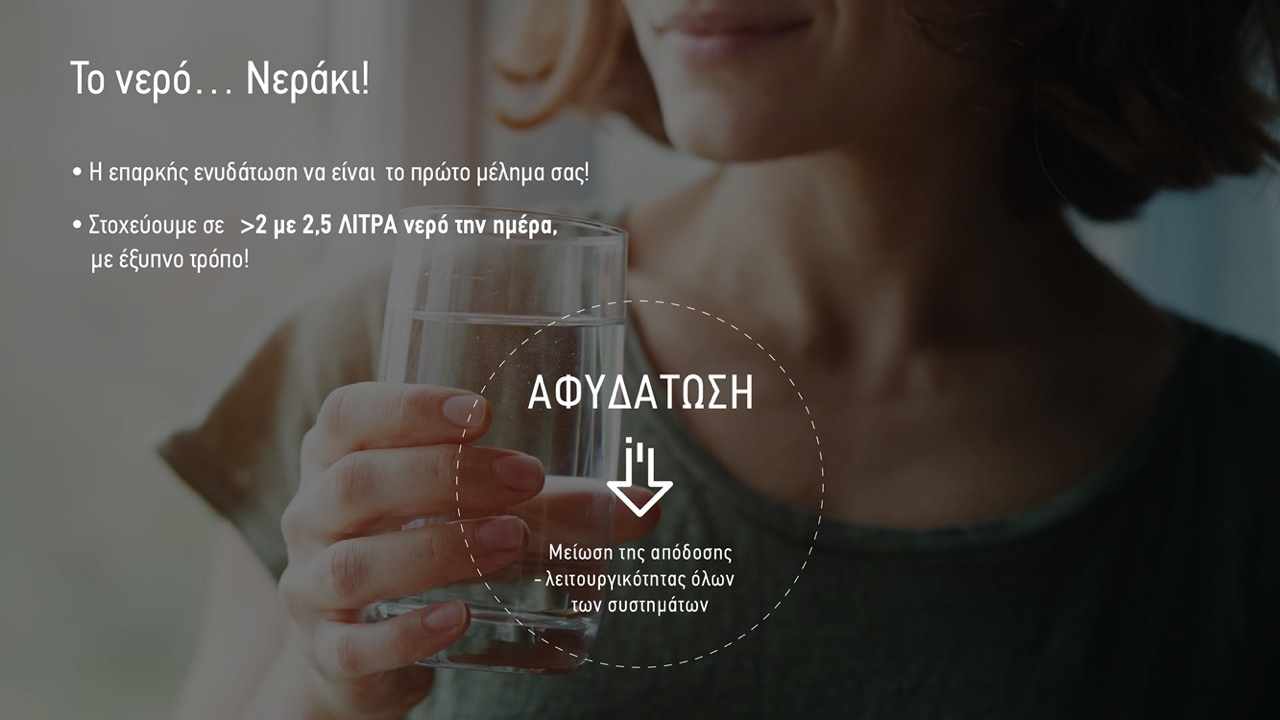 Το νερό... Νεράκι!
• Η επαρκής ενυδάτωση να είναι το πρώτο μέλημα σας!
• Στοχεύουμε σε >2 με 2,5 ΛΙΤΡΑ νερό την ημέρα,
με έξυπνο τρόπο!
ΑΦΥΔΑΤΩΣΗ
Μείωση της απόδοσης
- λειτουργικότητας όλων
των συστημάτων